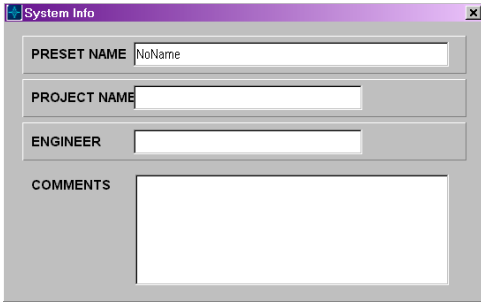 System Info
PRESET NAME NoName
PROJECT NAME
ENGINEER
COMMENTS